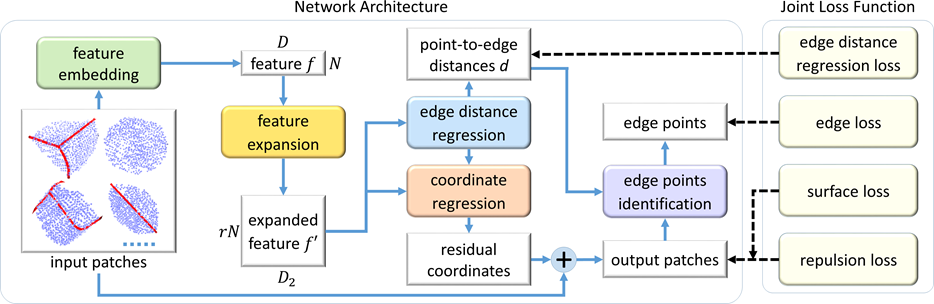 Network Architecture
Joint Loss Function
feature
embedding
D
feature f
N
feature
expansion
rN
expanded
feature f′
D₂
input patches
point-to-edge
distances d
edge distance
regression
coordinate
regression
residual
coordinates
+
edge points
edge points
identification
output patches
edge distance
regression loss
edge loss
surface loss
repulsion loss